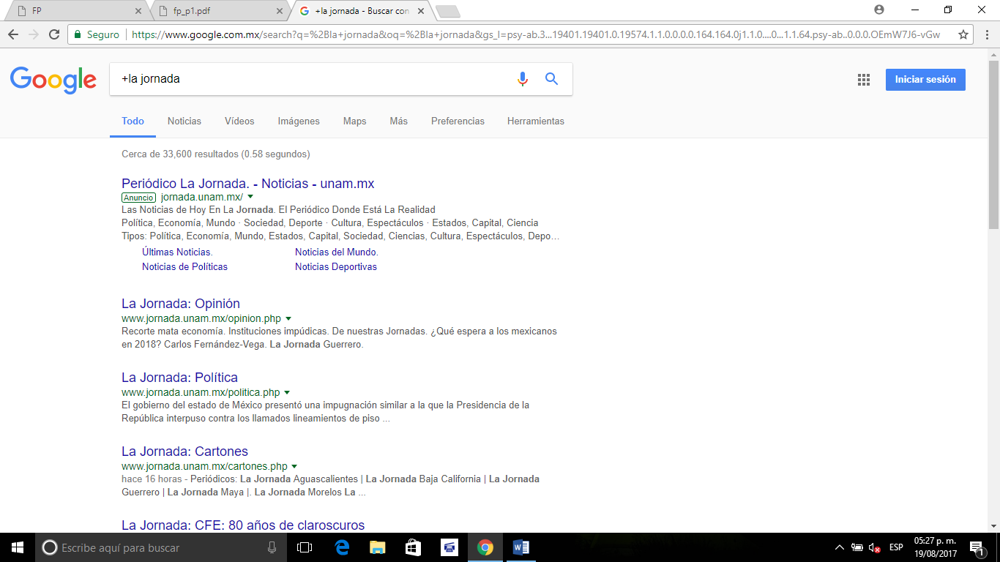 FP
fp_p1.pdf
+la jornada - Buscar con
Seguro
https://www.google.com.mx/search?q=%2Bla+jornada&oq=%2Bla+jornada&gs_l=psy-ab.3...19401.19401.0.19574.1.1.0.0.0.0.164.164.0j1.1.0....0...1.1.64.psy-ab..0.0.0.OEmW7J6-vGw
Google
+la jornada
Iniciar sesión
Todo Noticias Vídeos Imágenes Maps Más Preferencias Herramientas
Cerca de 33,600 resultados (0.58 segundos)
Periódico La Jornada. - Noticias - unam.mx
Anuncio jornada.unam.mx/
Las Noticias de Hoy En La Jornada. El Periódico Donde Está La Realidad
Política, Economía, Mundo · Sociedad, Deporte · Cultura, Espectáculos · Estados, Capital, Ciencia
Tipos: Política, Economía, Mundo, Estados, Capital, Sociedad, Ciencias, Cultura, Espectáculos, Depo…
Últimas Noticias. Noticias del Mundo.
Noticias de Políticas Noticias Deportivas
La Jornada: Opinión
www.jornada.unam.mx/opinion.php
Recorte mata economía. Instituciones impúdicas. De nuestras Jornadas. ¿Qué espera a los mexicanos
en 2018? Carlos Fernández-Vega. La Jornada Guerrero.
La Jornada: Política
www.jornada.unam.mx/politica.php
El gobierno del estado de México presentó una impugnación similar a la que la Presidencia de la
República interpuso contra los llamados lineamientos de piso ...
La Jornada: Cartones
www.jornada.unam.mx/cartones.php
hace 16 horas - Periódicos: La Jornada Aguascalientes | La Jornada Baja California | La Jornada
Guerrero | La Jornada Maya |. La Jornada Morelos La ...
La Jornada: CFE: 80 años de claroscuros
Escribe aquí para buscar
ESP
05:27 p. m.
19/08/2017
1